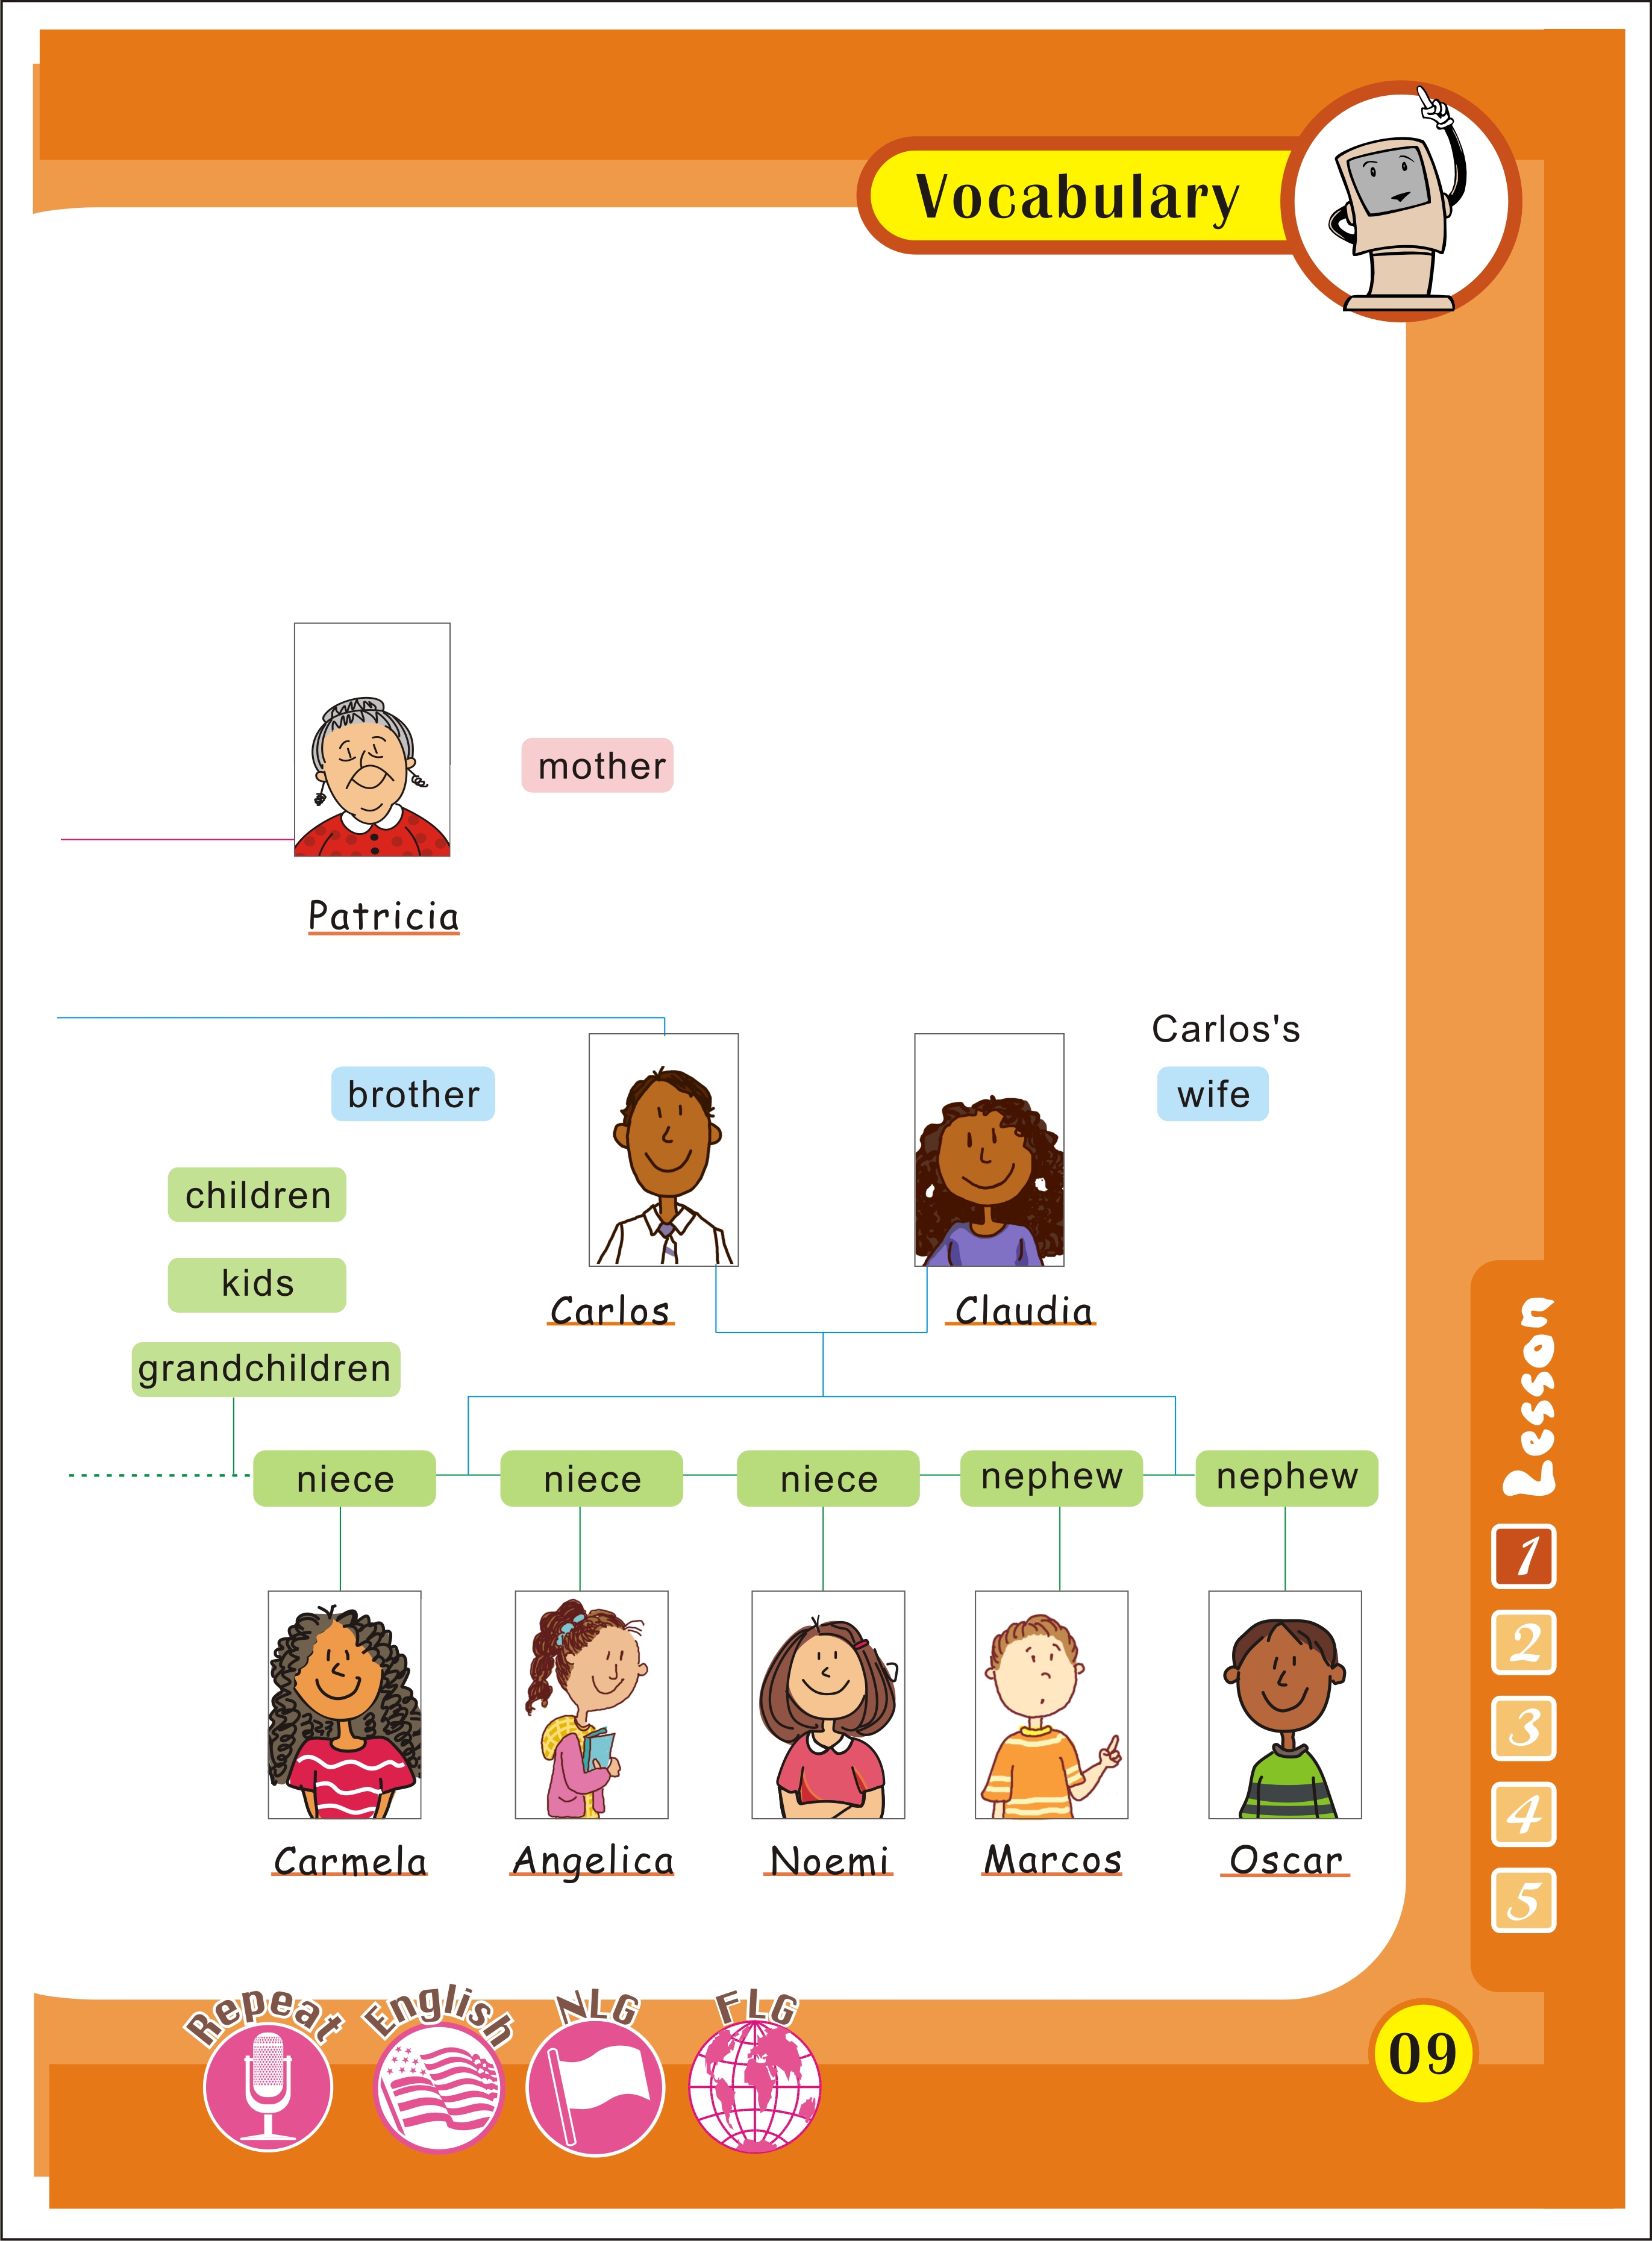 Vocabulary
mother
Patricia
Carlos's
brother
wife
children
kids
Carlos
Claudia
grandchildren
niece
niece
niece
nephew
nephew
Carmela
Angelica
Noemi
Marcos
Oscar
Lesson
1
2
3
4
5
Repeat
English
NLG
FLG
09